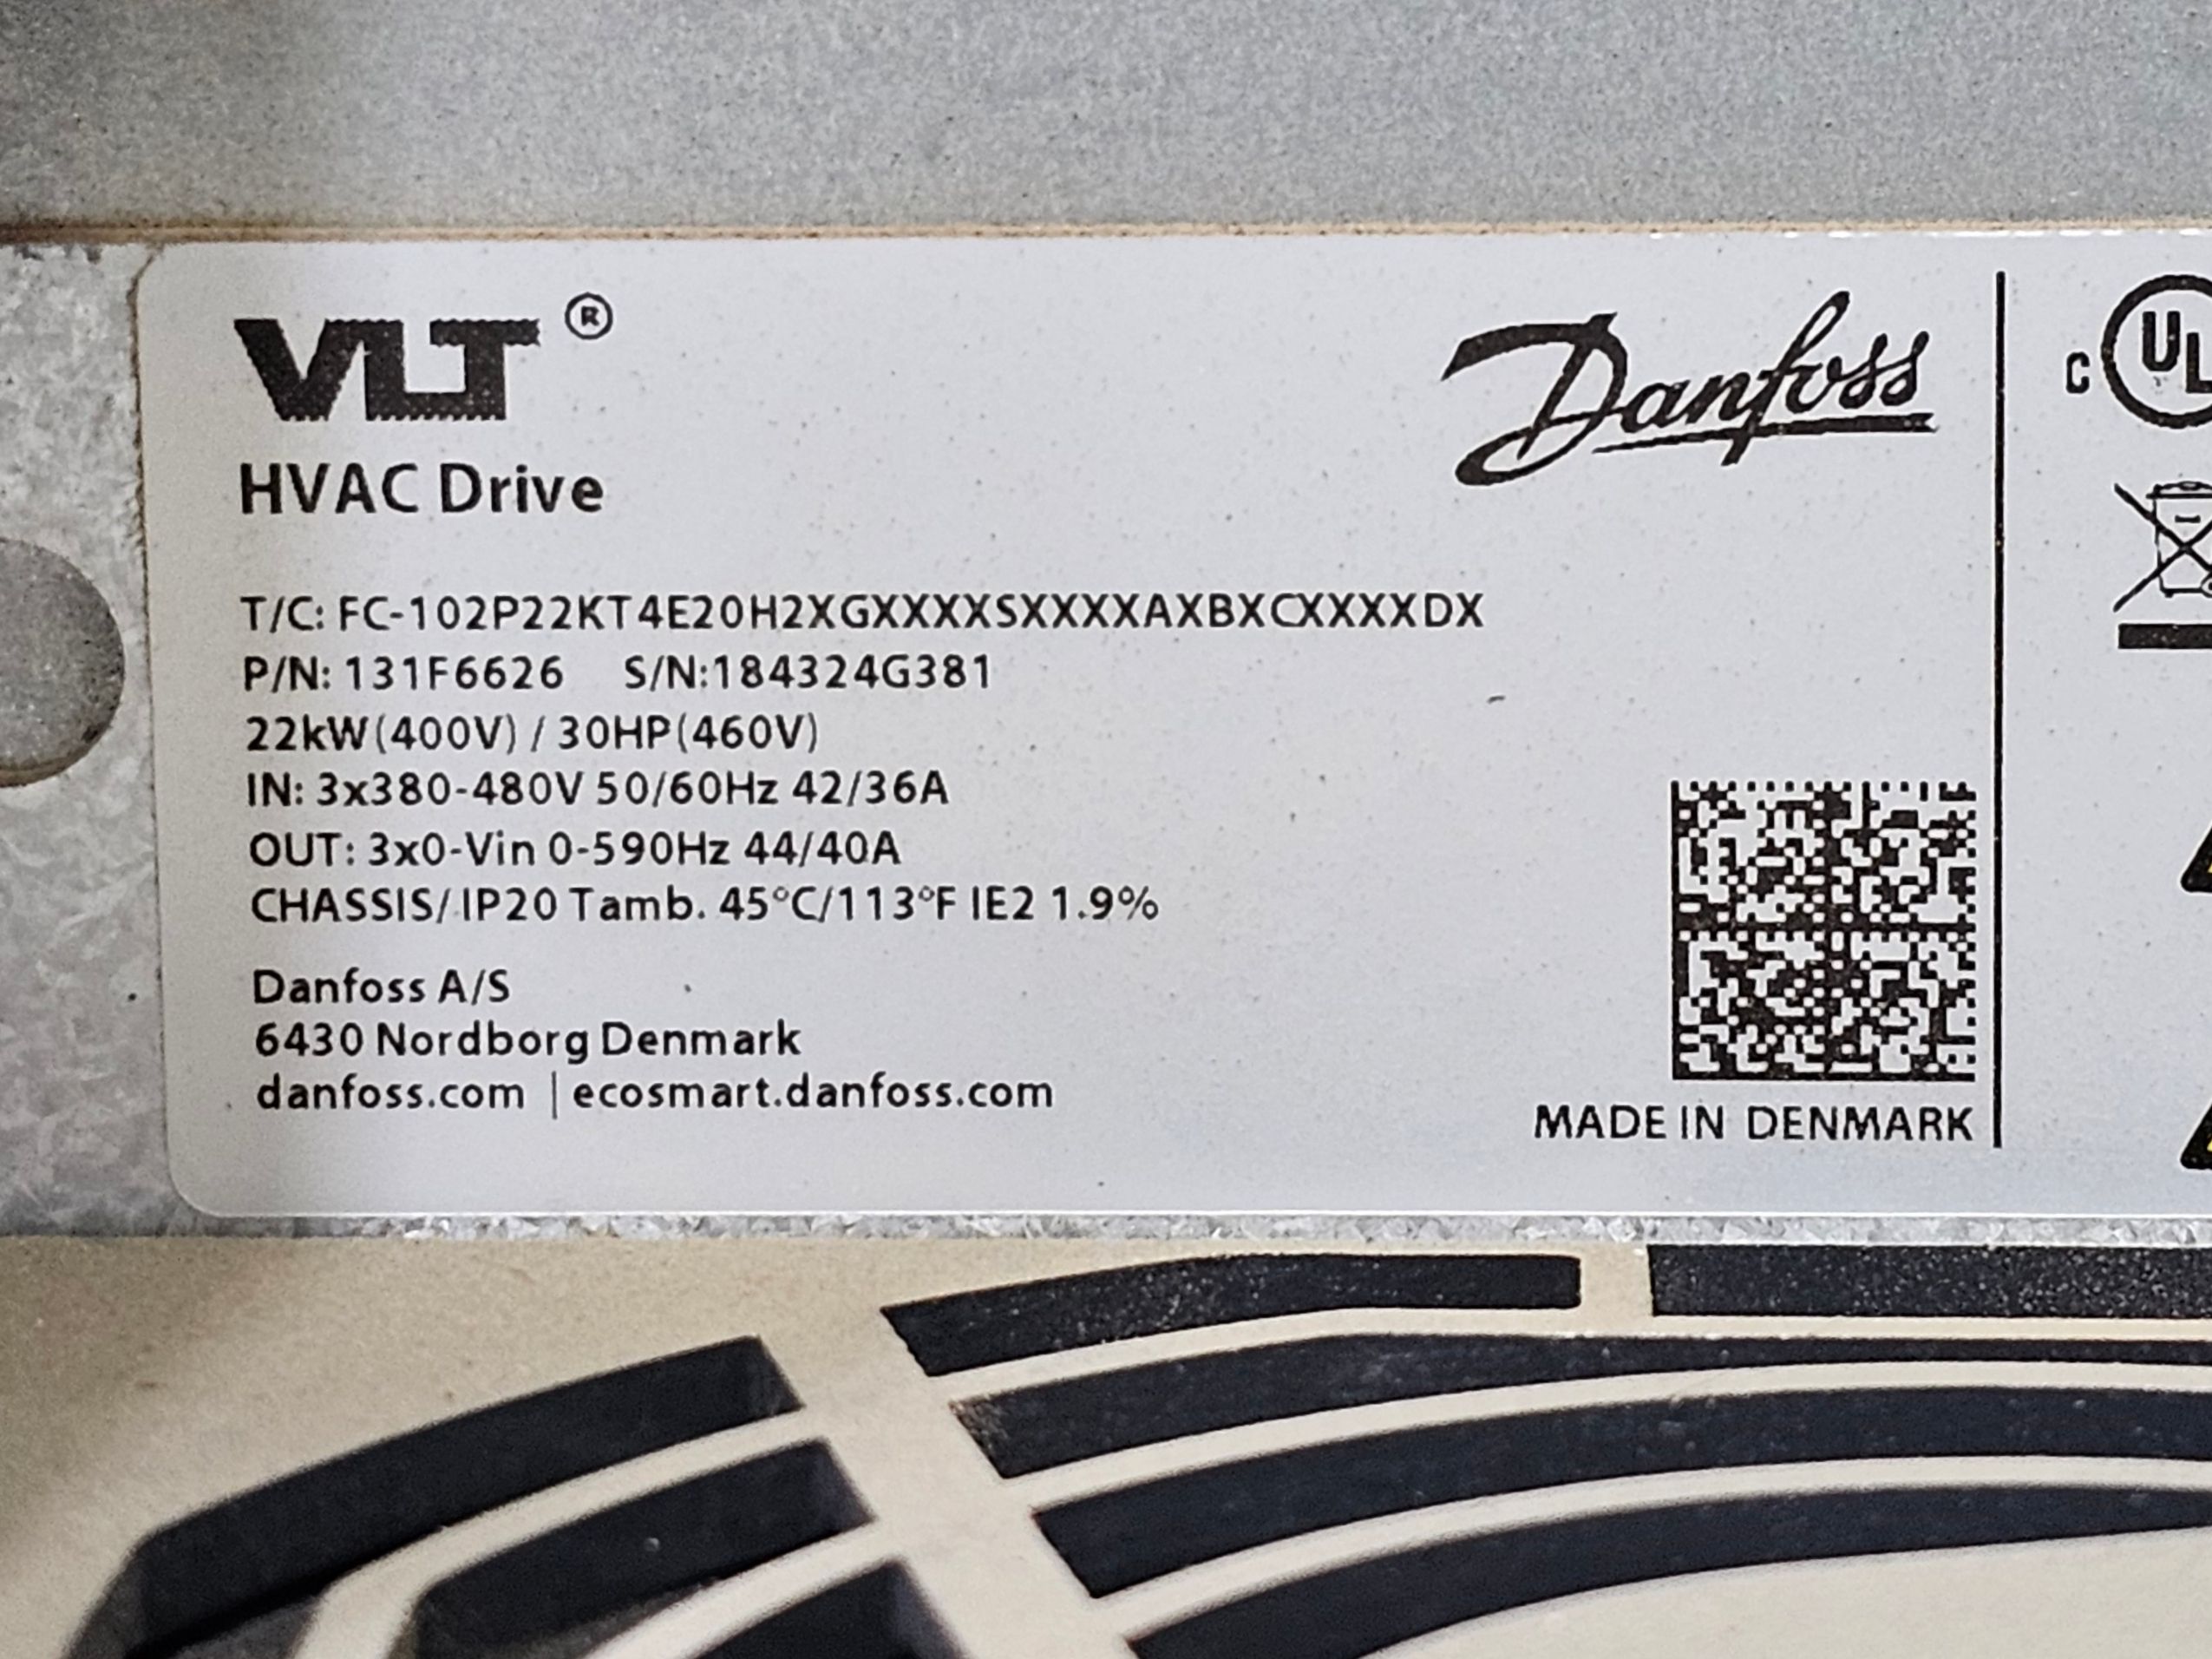 VLT®
Danfoss
HVAC Drive
T/C: FC-102P22KT4E20H2XGXXXXSXXXXAXBXCXXXXDX
P/N: 131F6626 S/N:184324G381
22kW(400V) / 30HP(460V)
IN: 3x380-480V 50/60Hz 42/36A
OUT: 3x0-Vin 0-590Hz 44/40A
CHASSIS/ IP20 Tamb. 45°C/113°F IE2 1.9%
Danfoss A/S
6430 Nordborg Denmark
danfoss.com | ecosmart.danfoss.com
MADE IN DENMARK
C UL